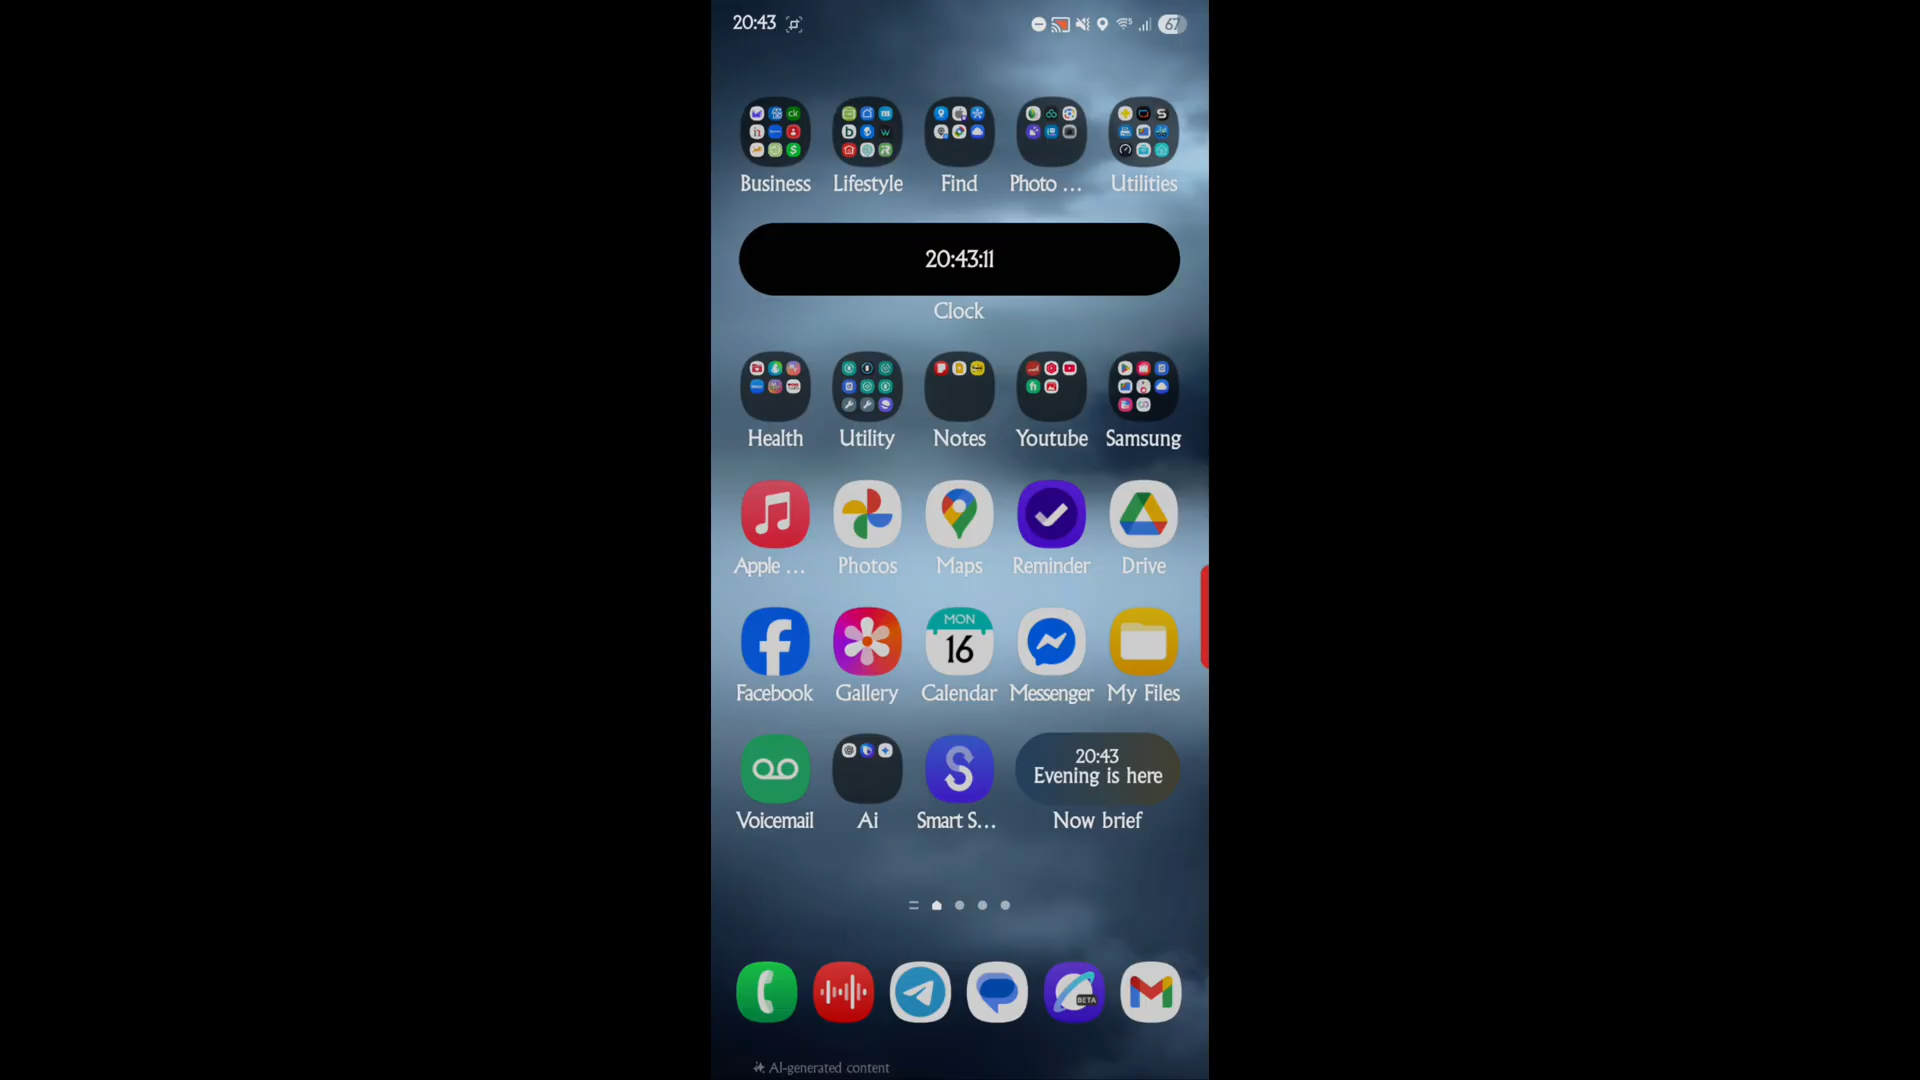 20:43
67
Business Lifestyle Find Photo ... Utilities
20:43:11
Clock
Health Utility Notes Youtube Samsung
Apple ... Photos Maps Reminder Drive
MON
16
Facebook Gallery Calendar Messenger My Files
20:43
Evening is here
Voicemail Ai Smart S... Now brief
BETA
AI-generated content